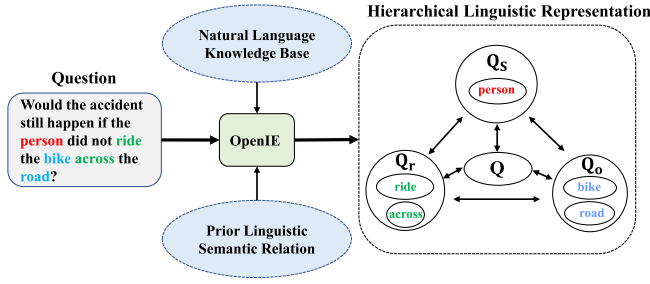 Hierarchical Linguistic Representation
Natural Language
Knowledge Base
Question
Would the accident
still happen if the
person did not ride
the bike across the
road?
OpenIE
Prior Linguistic
Semantic Relation
Qs
person
Q
Qr
ride
across
Qo
bike
road